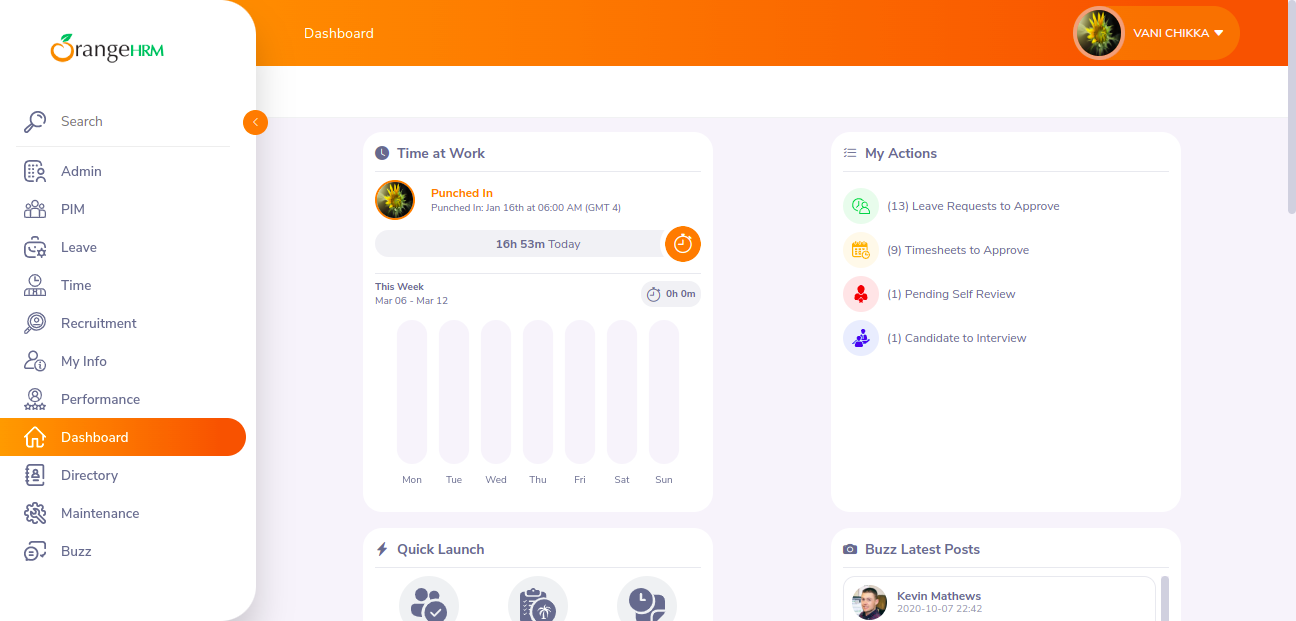 OrangeHRM
Search
Admin
PIM
Leave
Time
Recruitment
My Info
Performance
Dashboard
Directory
Maintenance
Buzz
Dashboard
VANI CHIKKA
Time at Work
Punched In
Punched In: Jan 16th at 06:00 AM (GMT 4)
16h 53m Today
This Week
Mar 06 - Mar 12
0h 0m
Mon Tue Wed Thu Fri Sat Sun
My Actions
(13) Leave Requests to Approve
(9) Timesheets to Approve
(1) Pending Self Review
(1) Candidate to Interview
Quick Launch
Buzz Latest Posts
Kevin Mathews
2020-10-07 22:42